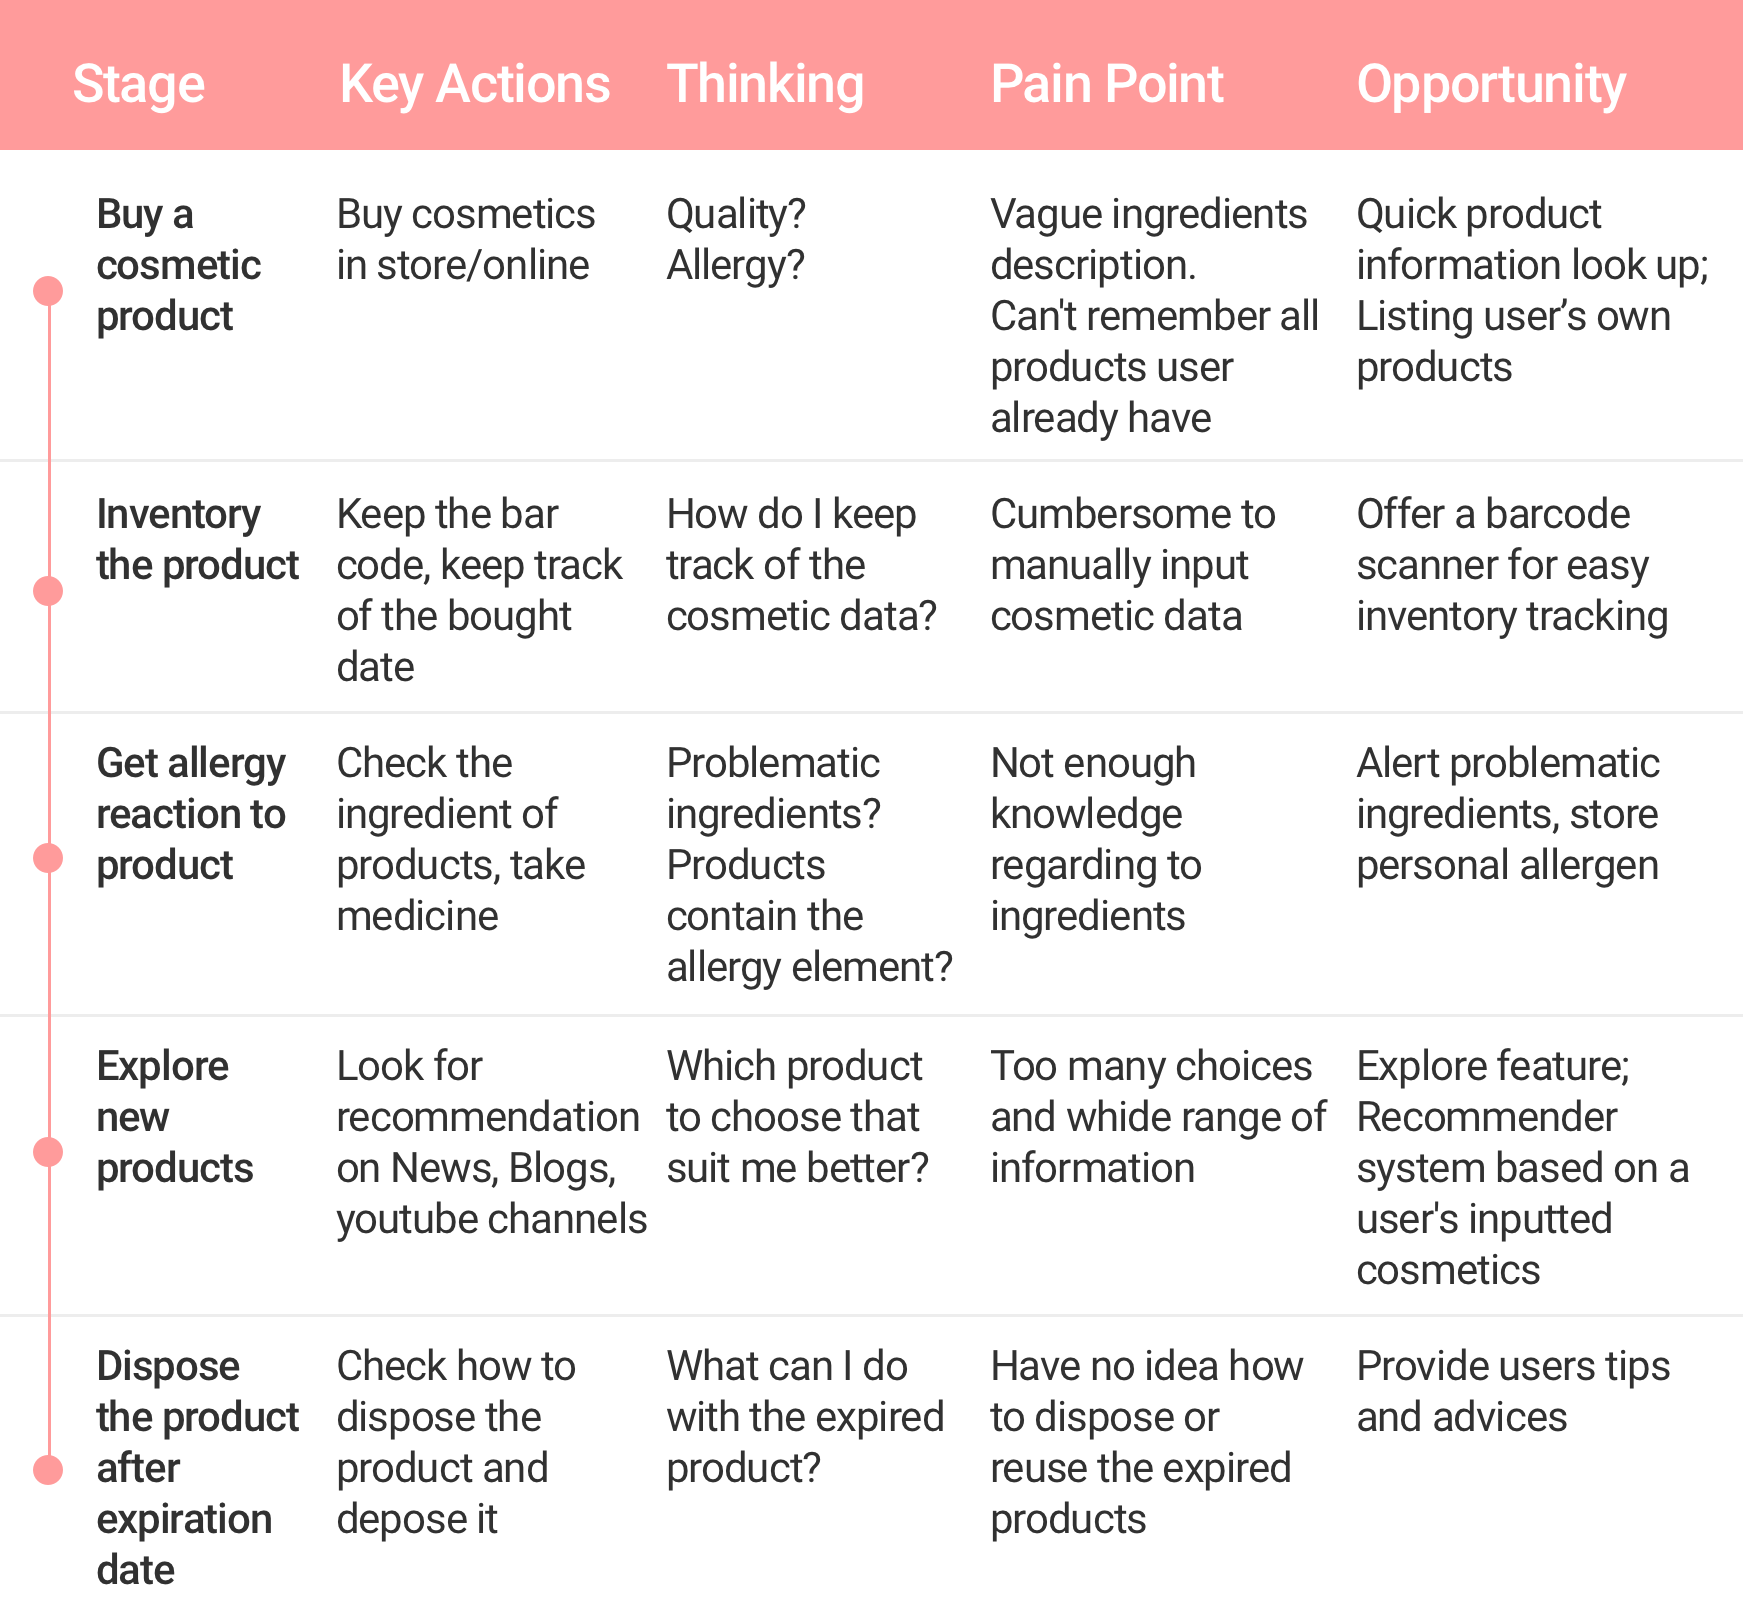 Stage Key Actions Thinking Pain Point Opportunity
Buy a
cosmetic
product
Buy cosmetics
in store/online
Quality?
Allergy?
Vague ingredients
description.
Can't remember all
products user
already have
Quick product
information look up;
Listing user’s own
products
Inventory
the product
Keep the bar
code, keep track
of the bought
date
How do I keep
track of the
cosmetic data?
Cumbersome to
manually input
cosmetic data
Offer a barcode
scanner for easy
inventory tracking
Get allergy
reaction to
product
Check the
ingredient of
products, take
medicine
Problematic
ingredients?
Products
contain the
allergy element?
Not enough
knowledge
regarding to
ingredients
Alert problematic
ingredients, store
personal allergen
Explore
new
products
Look for
recommendation
on News, Blogs,
youtube channels
Which product
to choose that
suit me better?
Too many choices
and whide range of
information
Explore feature;
Recommender
system based on a
user's inputted
cosmetics
Dispose
the product
after
expiration
date
Check how to
dispose the
product and
depose it
What can I do
with the expired
product?
Have no idea how
to dispose or
reuse the expired
products
Provide users tips
and advices